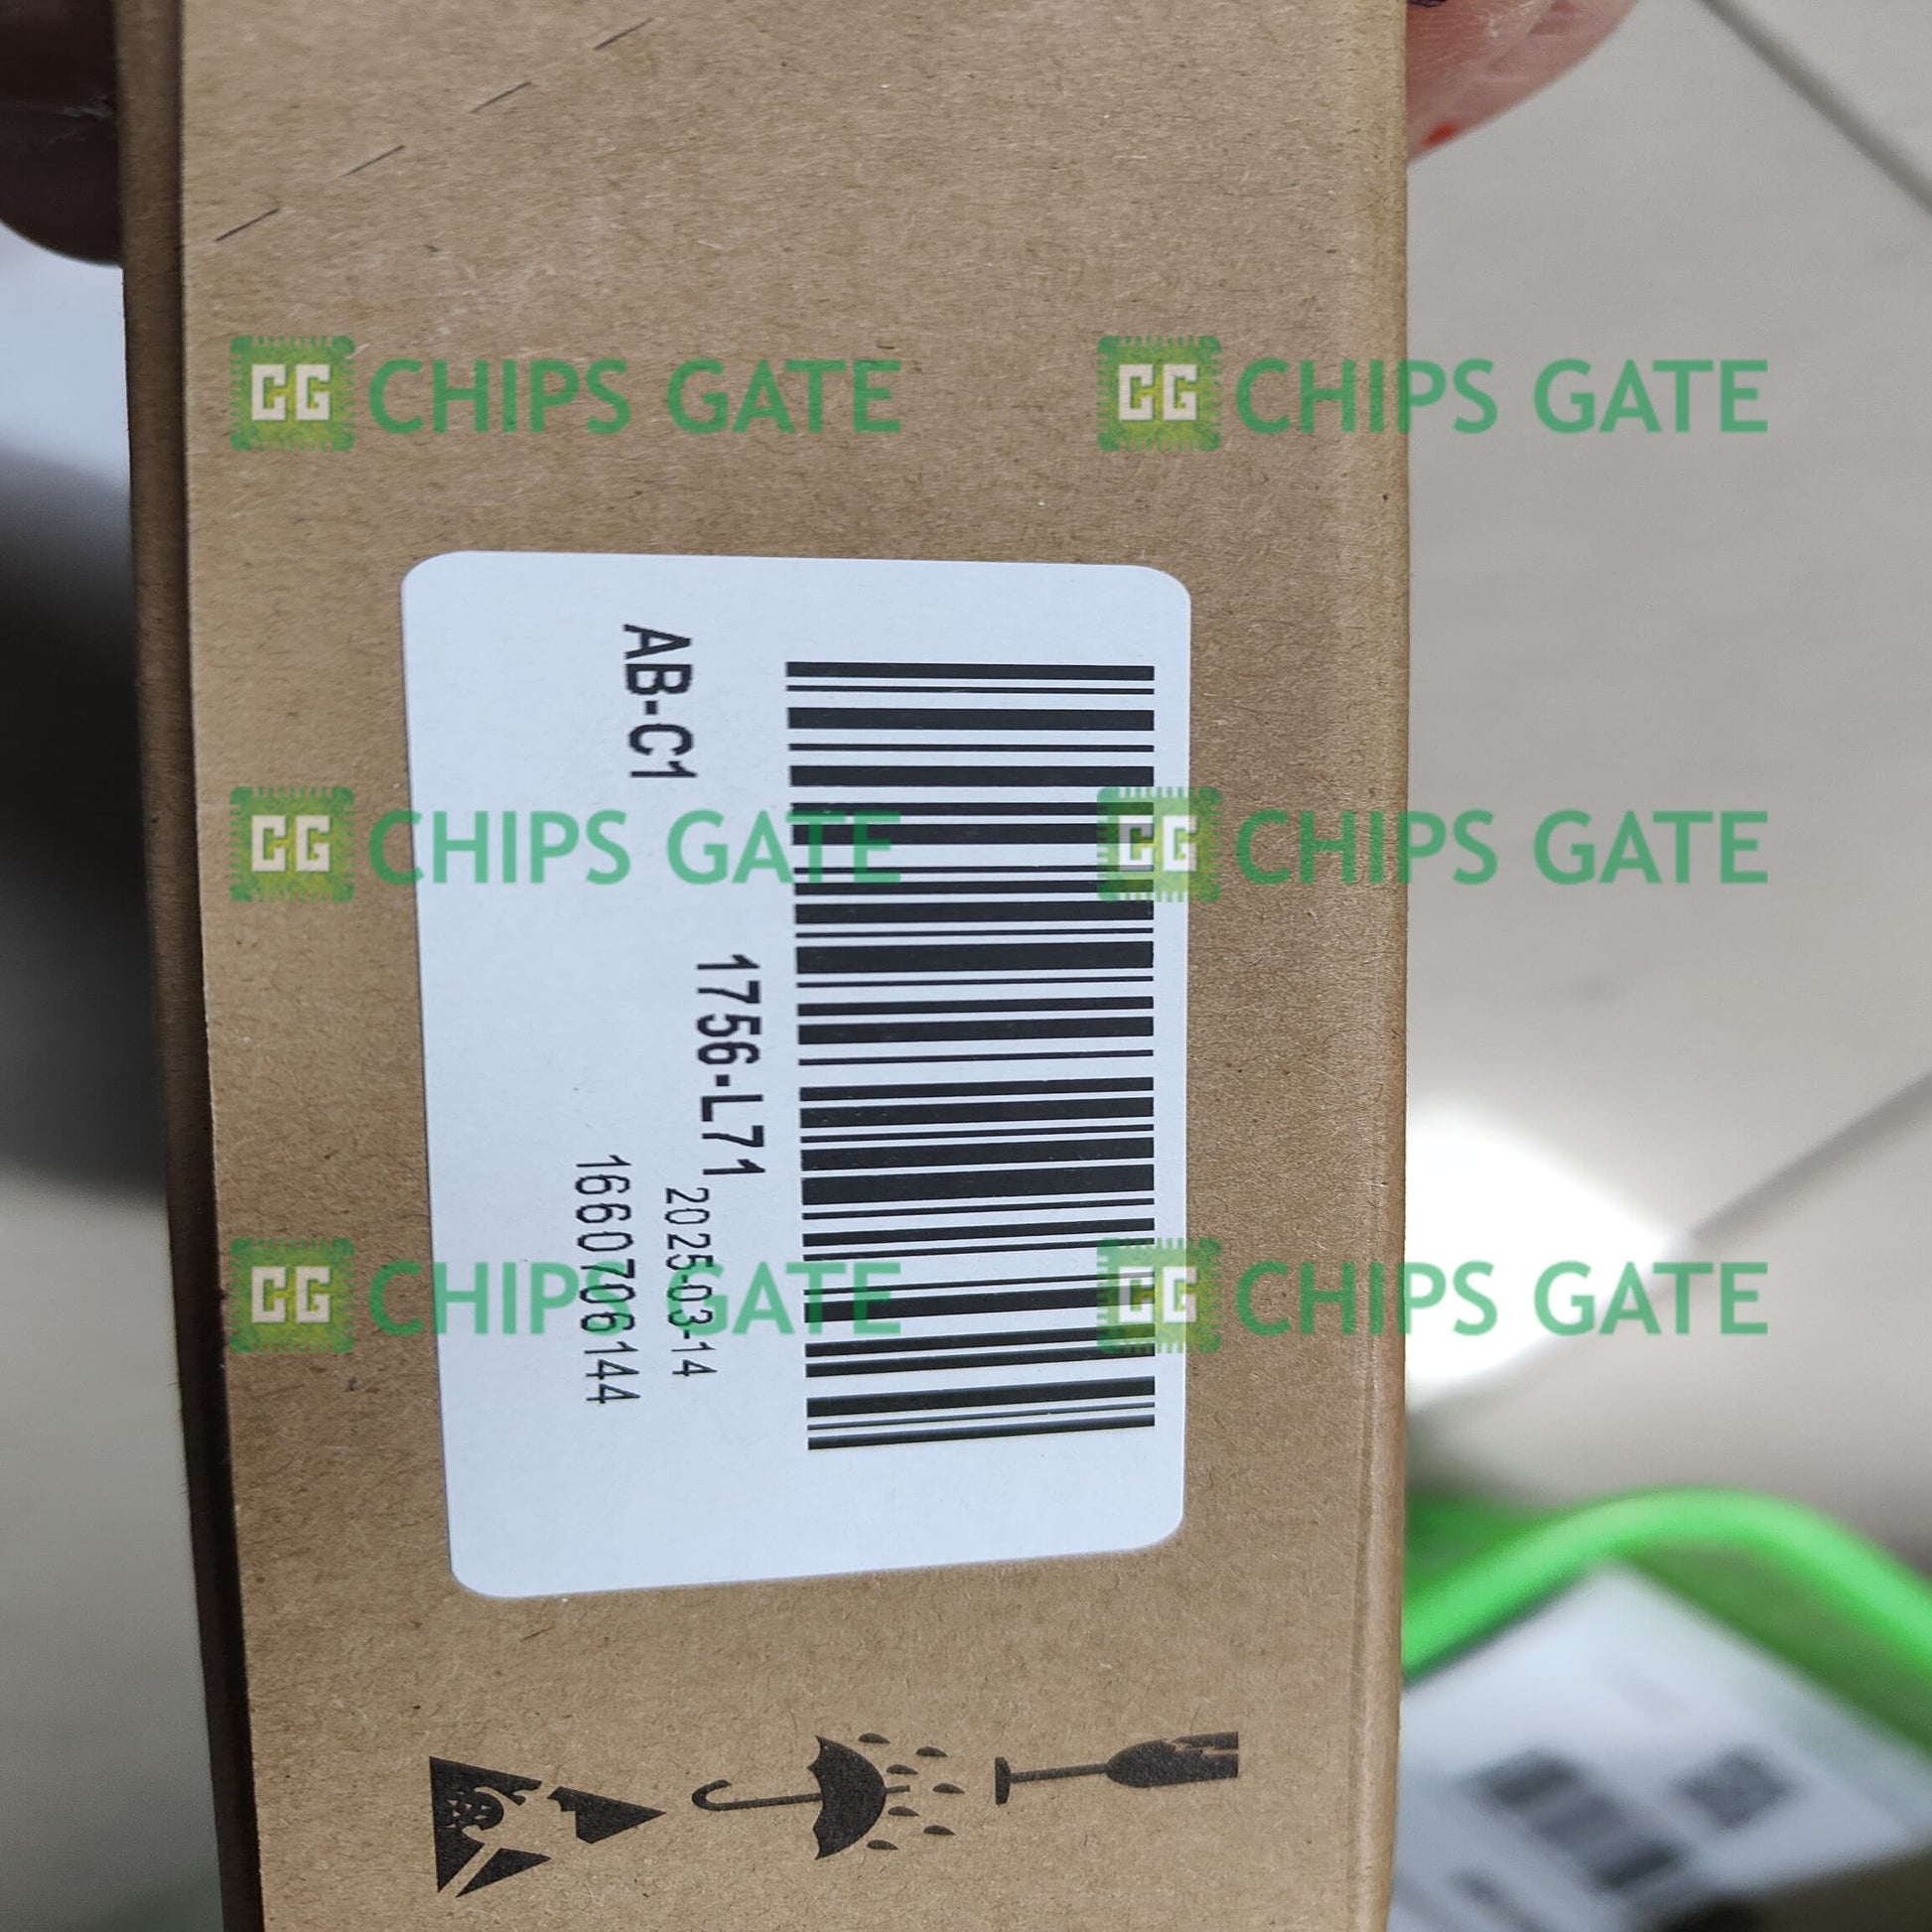 CG CHIPS GATE
CG CHIPS GATE
1756-L71
AB-C1
2025-03-14
1660706144
CG CHIPS GATE
CG CHIPS GATE
CG CHIPS GATE
CG CHIPS GATE